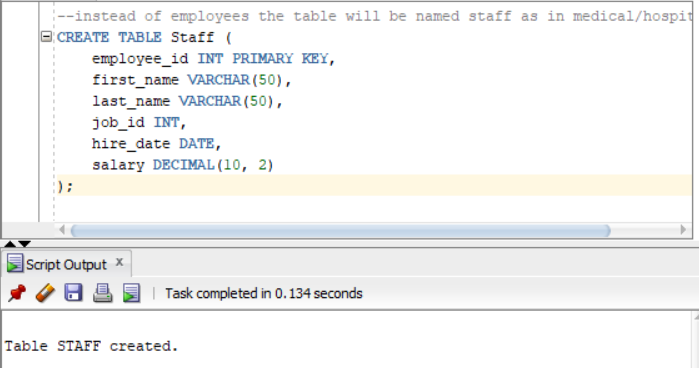 --instead of employees the table will be named staff as in medical/hospit
CREATE TABLE Staff (
employee_id INT PRIMARY KEY,
first_name VARCHAR(50),
last_name VARCHAR(50),
job_id INT,
hire_date DATE,
salary DECIMAL(10, 2)
);
Script Output x
Task completed in 0.134 seconds
Table STAFF created.